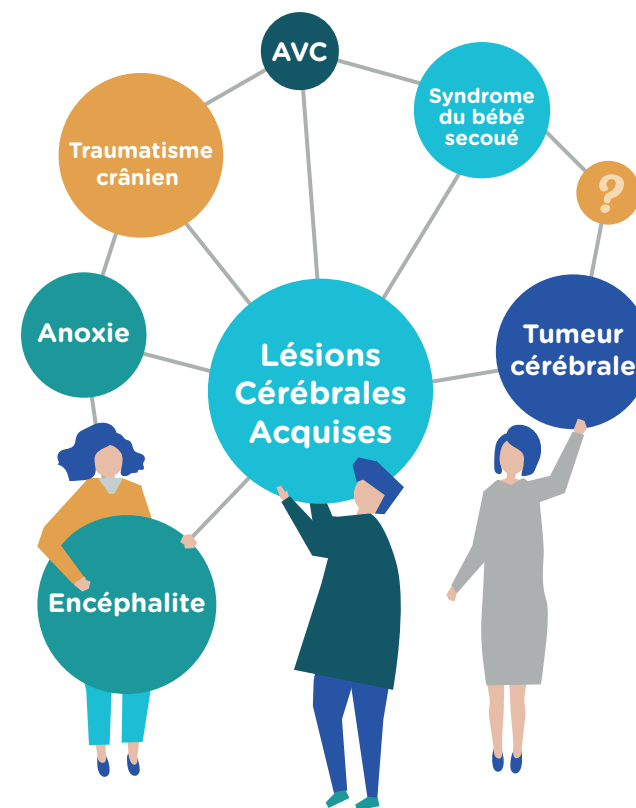 AVC
Syndrome
du bébé
secoué
Traumatisme
crânien
?
Anoxie
Tumeur
cérébrale
Lésions
Cérébrales
Acquises
Encéphalite